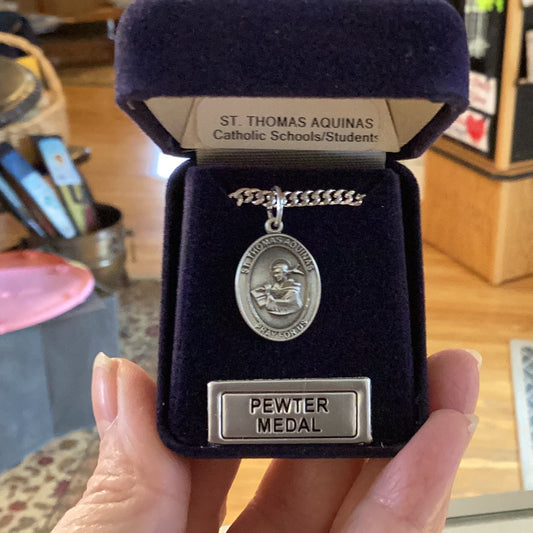 ST. THOMAS AQUINAS
Catholic Schools/Students
ST. THOMAS AQUINAS
PRAY FOR US
PEWTER
MEDAL